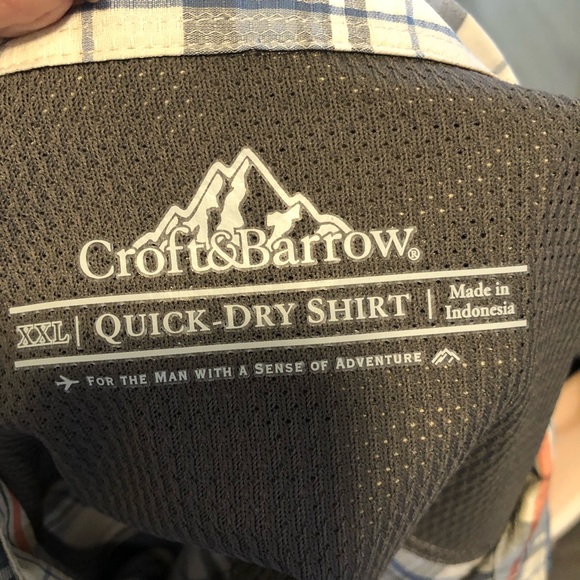 Croft&Barrow®
XXL | QUICK-DRY SHIRT | Made in Indonesia
FOR THE MAN WITH A SENSE OF ADVENTURE